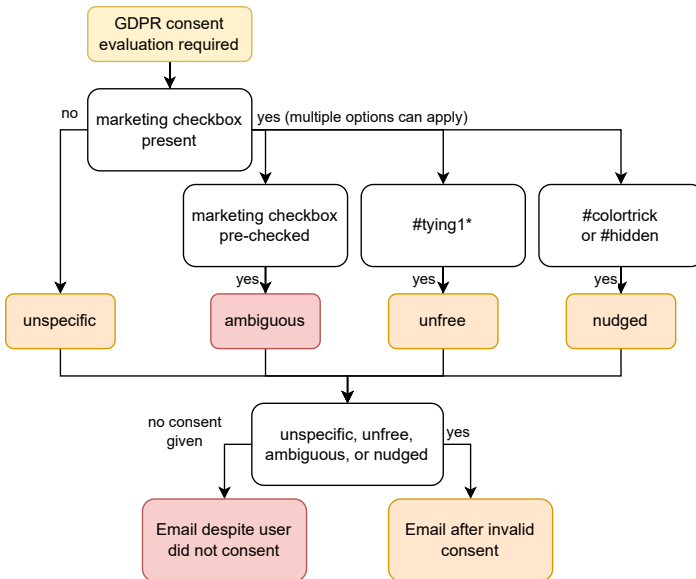 GDPR consent
evaluation required
no
marketing checkbox
present
yes (multiple options can apply)
marketing checkbox
pre-checked
#tying1*
#colortrick
or #hidden
yes
yes
yes
unspecific
ambiguous
unfree
nudged
no consent
given
unspecific, unfree,
ambiguous, or nudged
yes
Email despite user
did not consent
Email after invalid
consent